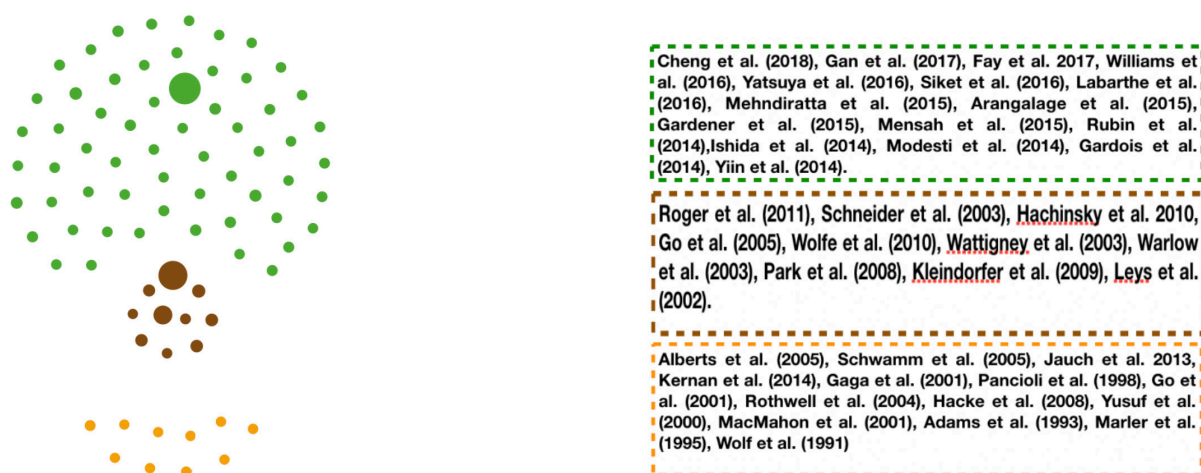 Cheng et al. (2018), Gan et al. (2017), Fay et al. 2017, Williams et
al. (2016), Yatsuya et al. (2016), Siket et al. (2016), Labarthe et al.
(2016), Mehndiratta et al. (2015), Arangalage et al. (2015),
Gardener et al. (2015), Mensah et al. (2015), Rubin et al.
(2014),Ishida et al. (2014), Modesti et al. (2014), Gardois et al.
(2014), Yiin et al. (2014).
Roger et al. (2011), Schneider et al. (2003), Hachinsky et al. 2010,
Go et al. (2005), Wolfe et al. (2010), Wattigney et al. (2003), Warlow
et al. (2003), Park et al. (2008), Kleindorfer et al. (2009), Leys et al.
(2002).
Alberts et al. (2005), Schwamm et al. (2005), Jauch et al. 2013,
Kernan et al. (2014), Gaga et al. (2001), Pancioli et al. (1998), Go et
al. (2001), Rothwell et al. (2004), Hacke et al. (2008), Yusuf et al.
(2000), MacMahon et al. (2001), Adams et al. (1993), Marler et al.
(1995), Wolf et al. (1991)